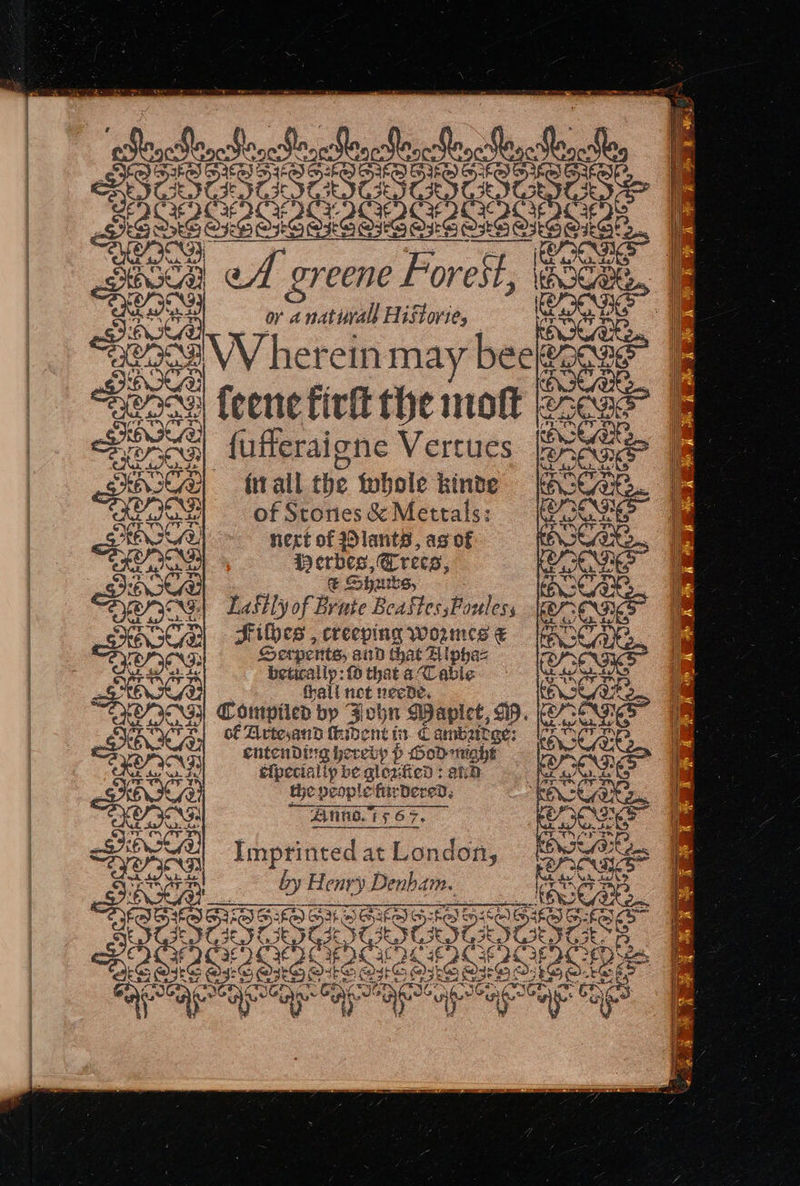 A greene Forest,
or a naturall Historie,
VVherein may bee
seene first the most
sufferaigne Vertues
in all the whole kinde
of Stones & Mettals:
next of Plants, as of
Herbes, Trees,
& Shrubs,
Lastly of Brute Beastes, Foules,
Fishes, creeping wormes &
Serpents, and that Alpha-
betically: so that a Table
shall not neede.
Compiled by John Maplet, M.
of Arte, and student in Cambridge:
entending hereby þ God might
especially be glorified: and
the people furdered.
Anno. 1567.
Imprinted at London,
by Henry Denham.